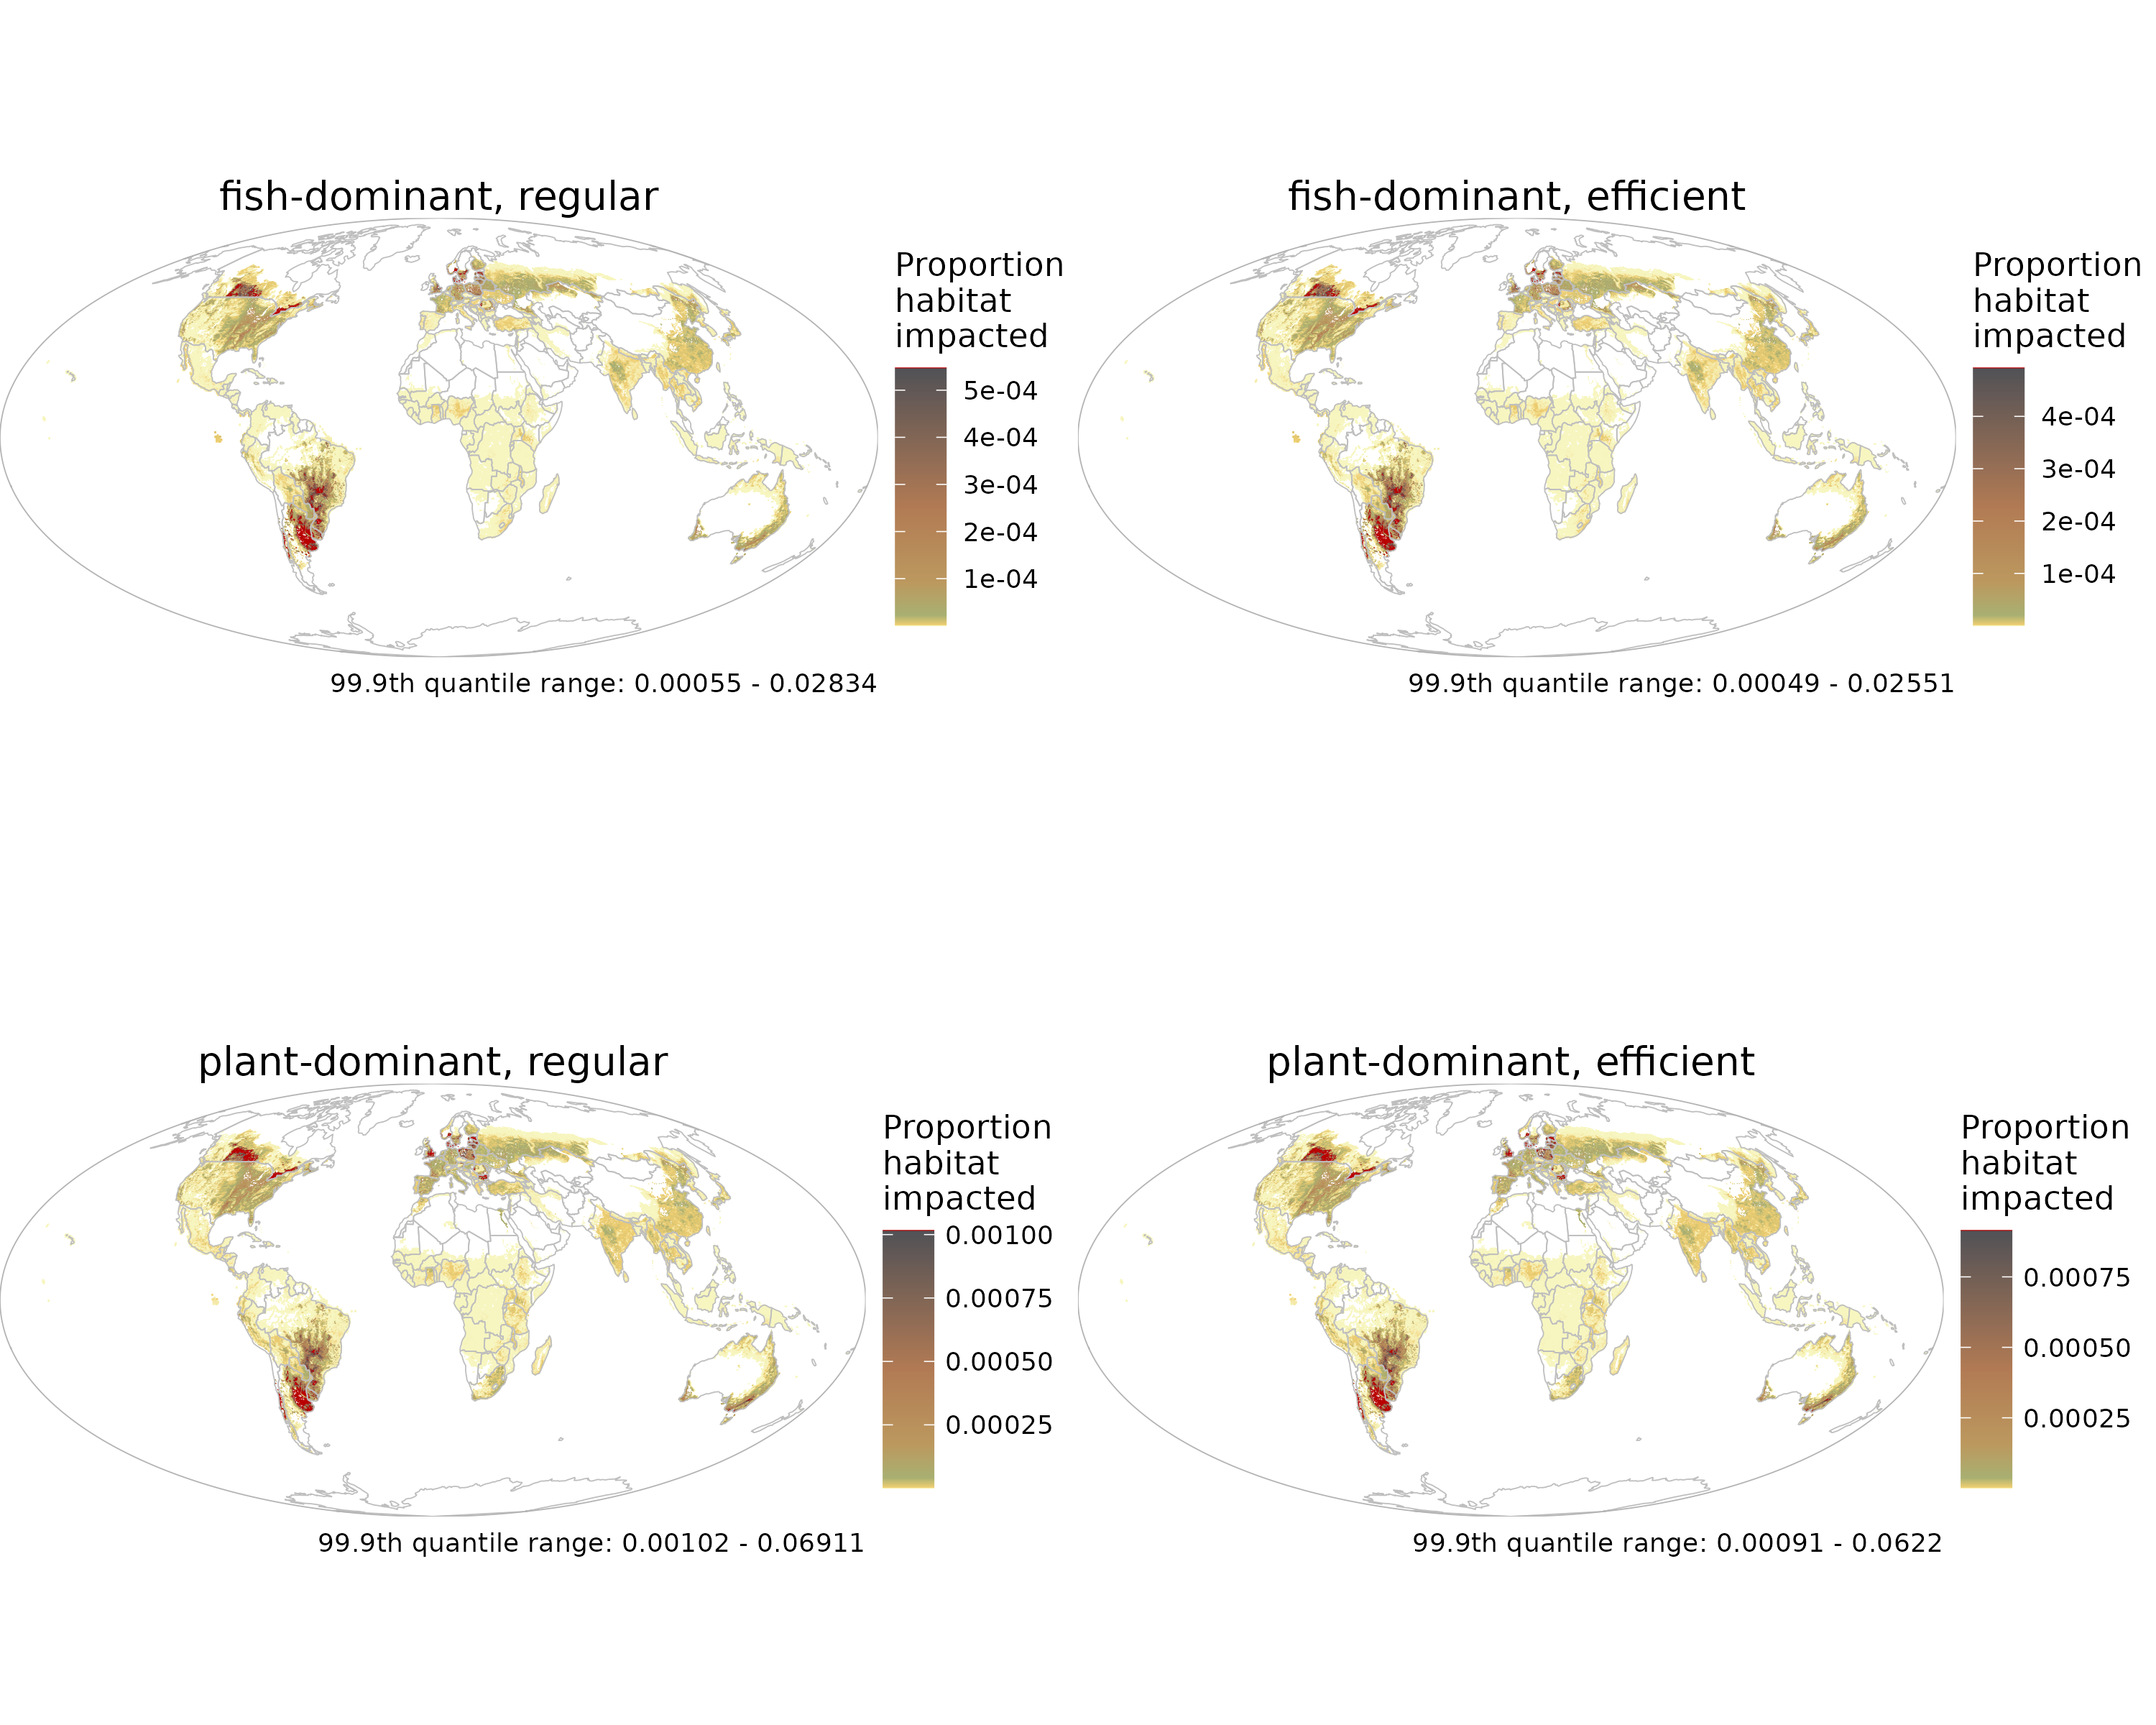 fish-dominant, regular
Proportion
habitat
impacted
5e-04
4e-04
3e-04
2e-04
1e-04
99.9th quantile range: 0.00055 - 0.02834
fish-dominant, efficient
Proportion
habitat
impacted
4e-04
3e-04
2e-04
1e-04
99.9th quantile range: 0.00049 - 0.02551
plant-dominant, regular
Proportion
habitat
impacted
0.00100
0.00075
0.00050
0.00025
99.9th quantile range: 0.00102 - 0.06911
plant-dominant, efficient
Proportion
habitat
impacted
0.00075
0.00050
0.00025
99.9th quantile range: 0.00091 - 0.0622